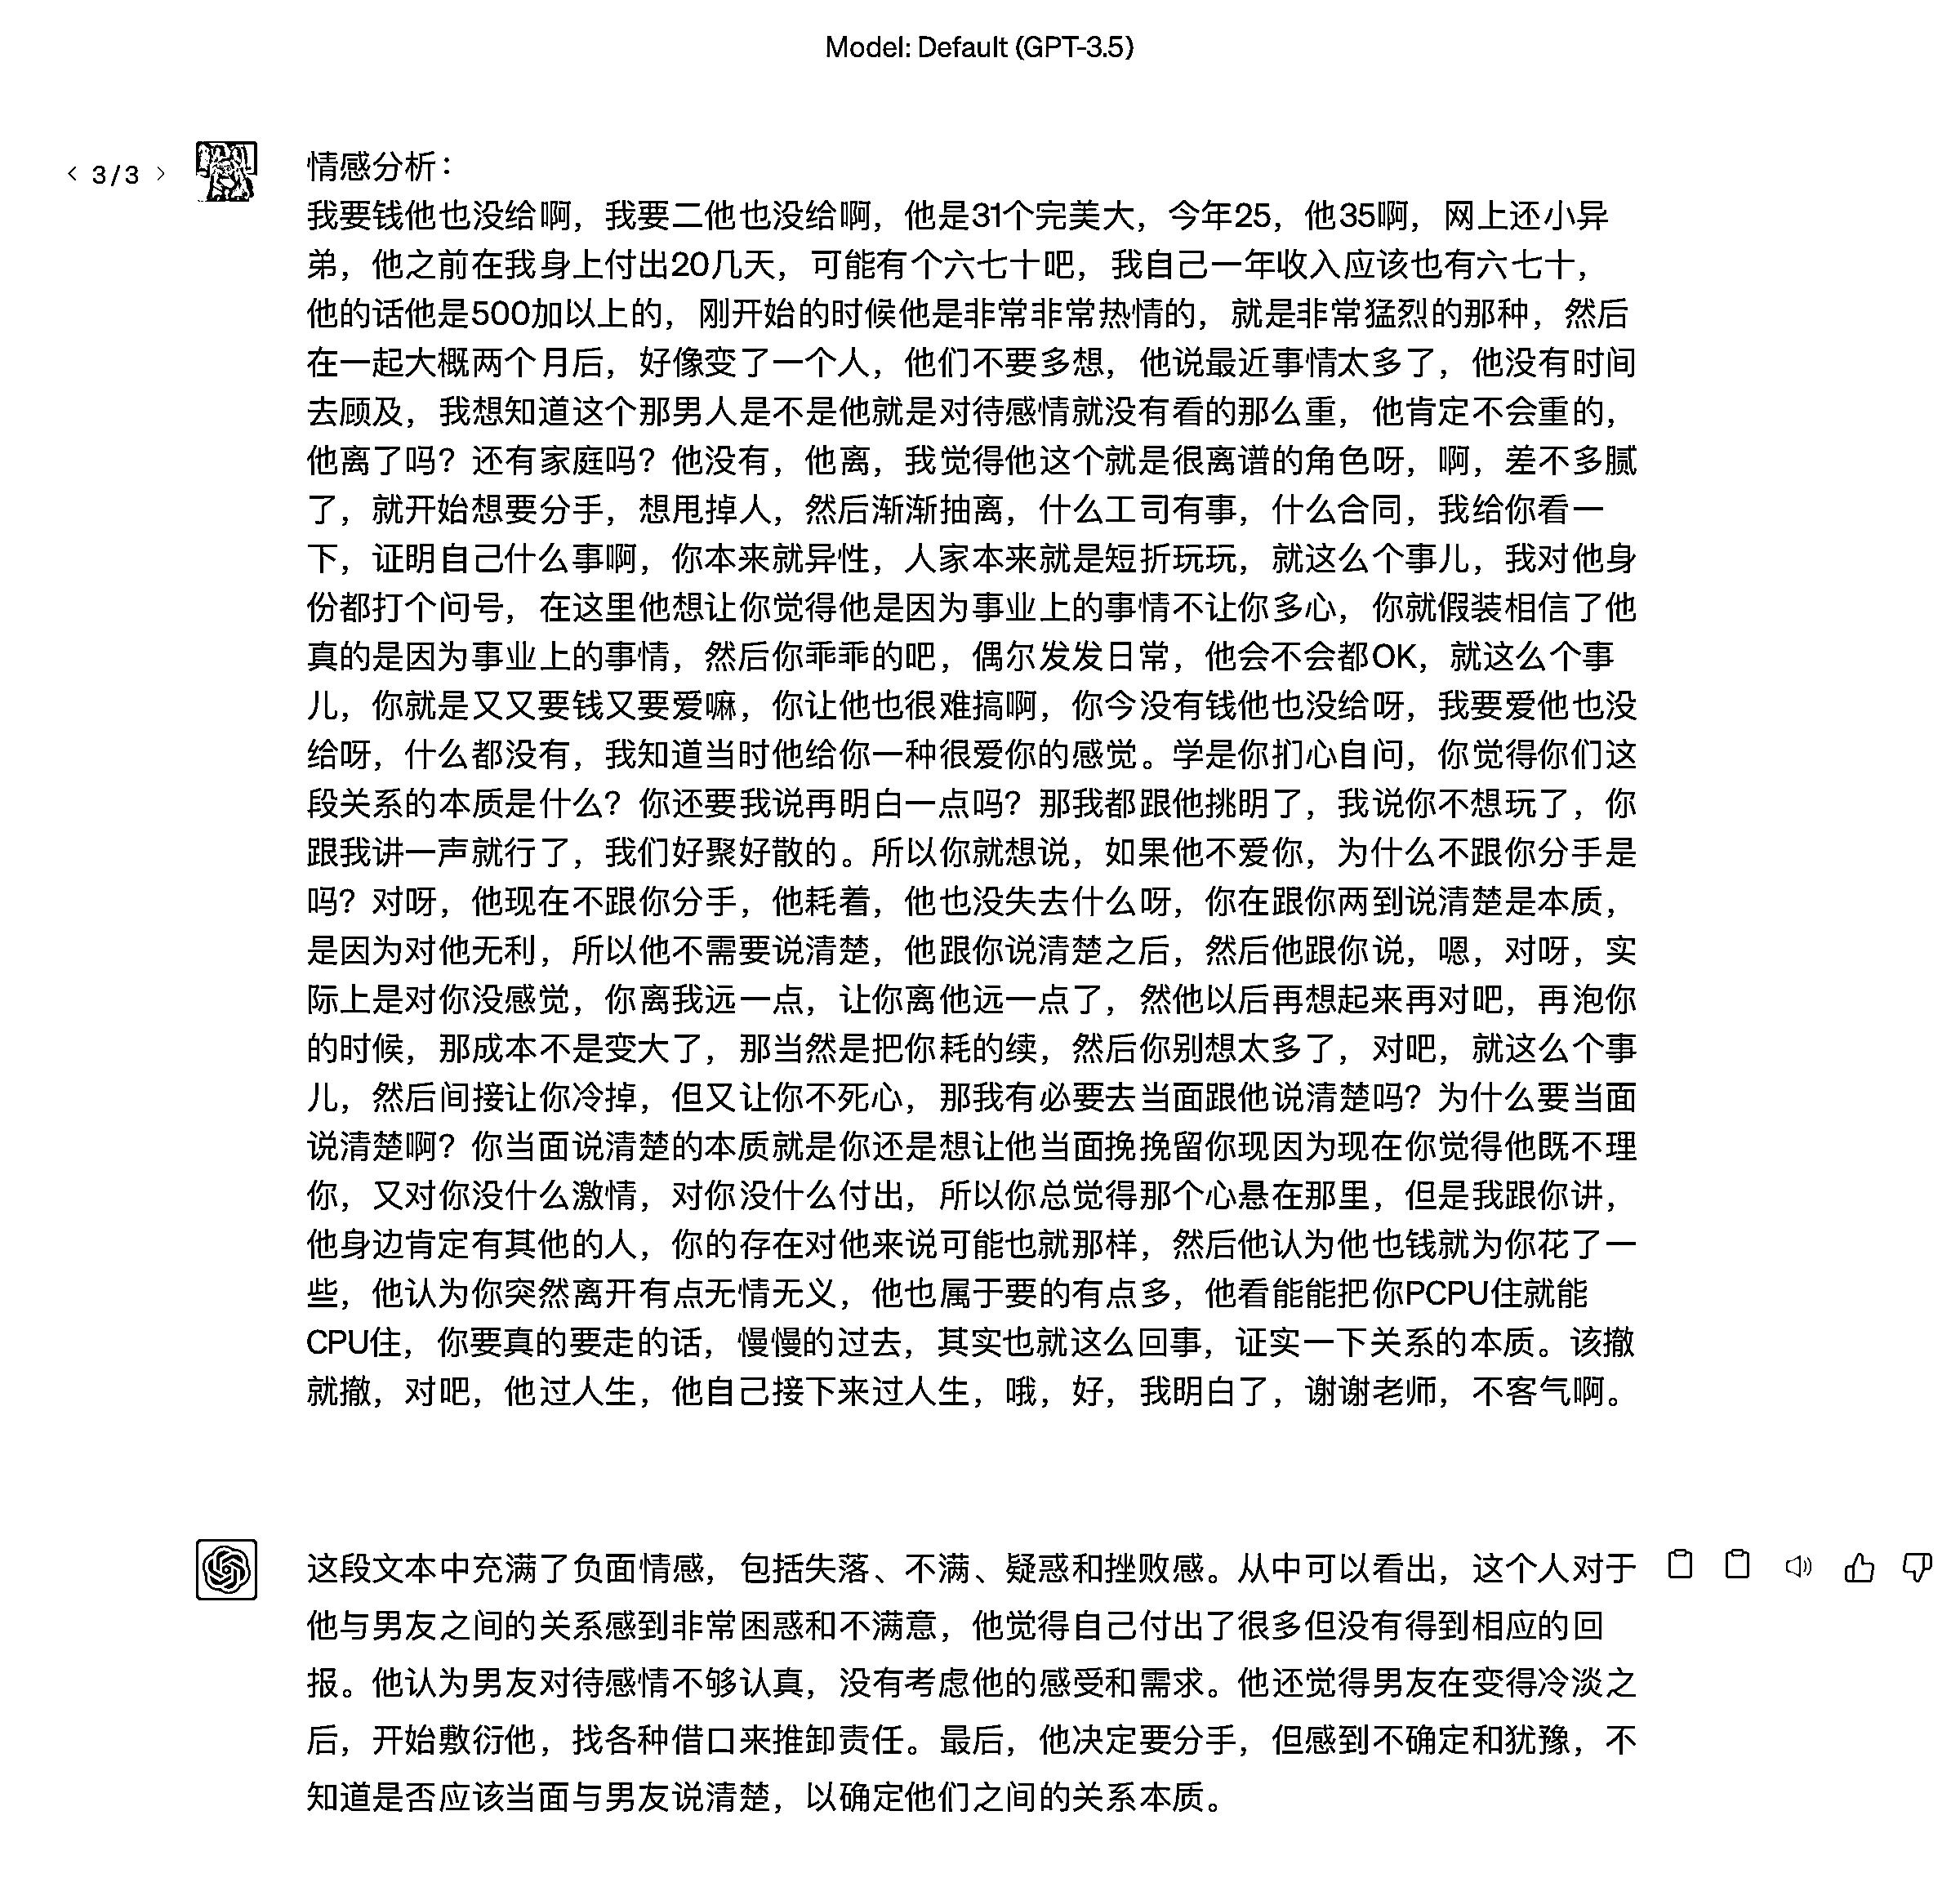 Model: Default (GPT-3.5)
< 3/3 >
情感分析：
我要钱他也没给啊，我要二他也没给啊，他是31个完美大，今年25，他35啊，网上还小异
弟，他之前在我身上付出20几天，可能有个六七十吧，我自己一年收入应该也有六七十，
他的话他是500加以上的，刚开始的时候他是非常非常热情的，就是非常猛烈的那种，然后
在一起大概两个月后，好像变了一个人，他们不要多想，他说最近事情太多了，他没有时间
去顾及，我想知道这个那男人是不是他就是对待感情就没有看的那么重，他肯定不会重的，
他离了吗？还有家庭吗？他没有，他离，我觉得他这个就是很离谱的角色呀，啊，差不多腻
了，就开始想要分手，想甩掉人，然后渐渐抽离，什么工司有事，什么合同，我给你看一
下，证明自己什么事啊，你本来就异性，人家本来就是短折玩玩，就这么个事儿，我对他身
份都打个问号，在这里他想让你觉得他是因为事业上的事情不让你多心，你就假装相信了他
真的是因为事业上的事情，然后你乖乖的吧，偶尔发发日常，他会不会都OK，就这么个事
儿，你就是又又要钱又要爱嘛，你让他也很难搞啊，你今没有钱他也没给呀，我要爱他也没
给呀，什么都没有，我知道当时他给你一种很爱你的感觉。学是你扪心自问，你觉得你们这
段关系的本质是什么？你还要我说再明白一点吗？那我都跟他挑明了，我说你不想玩了，你
跟我讲一声就行了，我们好聚好散的。所以你就想说，如果他不爱你，为什么不跟你分手是
吗？对呀，他现在不跟你分手，他耗着，他也没失去什么呀，你在跟你两到说清楚是本质，
是因为对他无利，所以他不需要说清楚，他跟你说清楚之后，然后他跟你说，嗯，对呀，实
际上是对你没感觉，你离我远一点，让你离他远一点了，然他以后再想起来再对吧，再泡你
的时候，那成本不是变大了，那当然是把你耗的续，然后你别想太多了，对吧，就这么个事
儿，然后间接让你冷掉，但又让你不死心，那我有必要去当面跟他说清楚吗？为什么要当面
说清楚啊？你当面说清楚的本质就是你还是想让他当面挽挽留你现因为现在你觉得他既不理
你，又对你没什么激情，对你没什么付出，所以你总觉得那个心悬在那里，但是我跟你讲，
他身边肯定有其他的人，你的存在对他来说可能也就那样，然后他认为他也钱就为你花了一
些，他认为你突然离开有点无情无义，他也属于要的有点多，他看能能把你PCPU住就能
CPU住，你要真的要走的话，慢慢的过去，其实也就这么回事，证实一下关系的本质。该撤
就撤，对吧，他过人生，他自己接下来过人生，哦，好，我明白了，谢谢老师，不客气啊。
这段文本中充满了负面情感，包括失落、不满、疑惑和挫败感。从中可以看出，这个人对于
他与男友之间的关系感到非常困惑和不满意，他觉得自己付出了很多但没有得到相应的回
报。他认为男友对待感情不够认真，没有考虑他的感受和需求。他还觉得男友在变得冷淡之
后，开始敷衍他，找各种借口来推卸责任。最后，他决定要分手，但感到不确定和犹豫，不
知道是否应该当面与男友说清楚，以确定他们之间的关系本质。